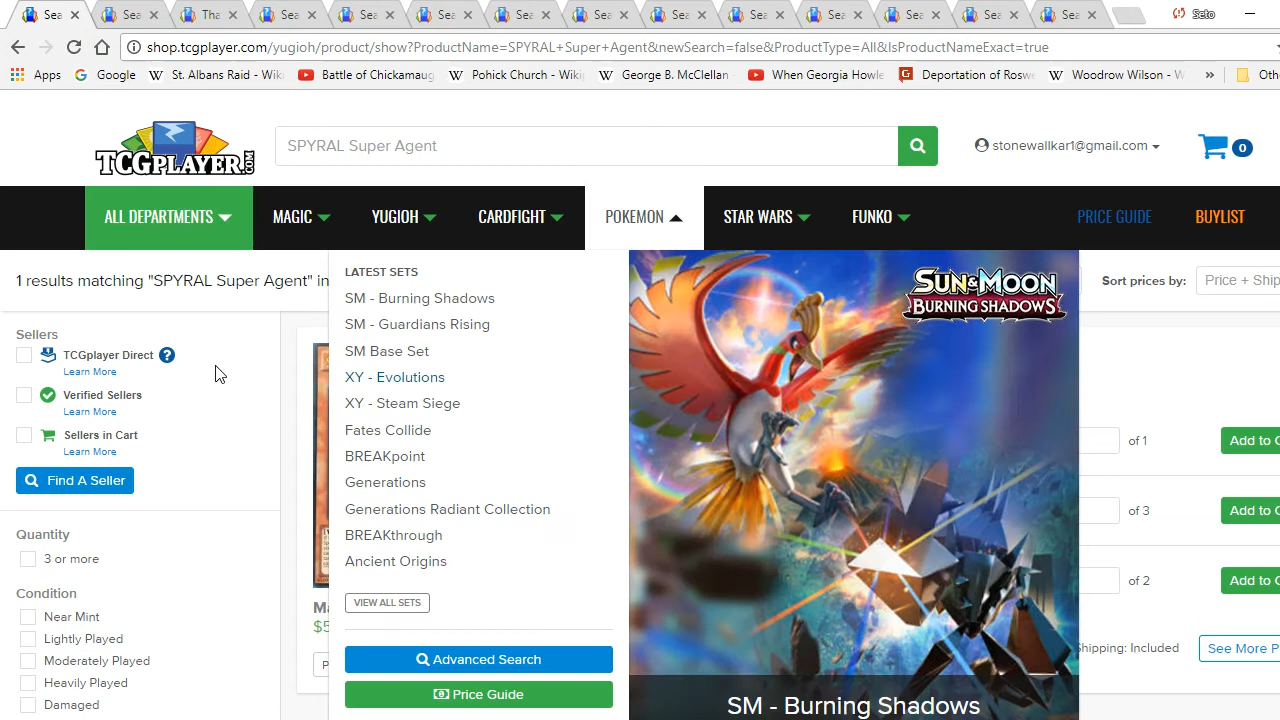 Sea Sea Tha Sea Sea Sea Sea Sea Sea Sea Sea Sea Sea Sea Seto
shop.tcgplayer.com/yugioh/product/show?ProductName=SPYRAL+Super+Agent&newSearch=false&ProductType=All&IsProductNameExact=true
Apps Google St. Albans Raid - Wiki Battle of Chickamaug Pohick Church - Wikip George B. McClellan When Georgia Howle Deportation of Rosw Woodrow Wilson - W » Oth
TCGPLAYER.COM
SPYRAL Super Agent
stonewallkar1@gmail.com
0
ALL DEPARTMENTS MAGIC YUGIOH CARDFIGHT POKEMON STAR WARS FUNKO PRICE GUIDE BUYLIST
1 results matching "SPYRAL Super Agent" in
Sort prices by: Price + Ship
Sellers
TCGplayer Direct ?
Learn More
Verified Sellers
Learn More
Sellers in Cart
Learn More
Find A Seller
Quantity
3 or more
Condition
Near Mint
Lightly Played
Moderately Played
Heavily Played
Damaged
LATEST SETS
SM - Burning Shadows
SM - Guardians Rising
SM Base Set
XY - Evolutions
XY - Steam Siege
Fates Collide
BREAKpoint
Generations
Generations Radiant Collection
BREAKthrough
Ancient Origins
VIEW ALL SETS
Advanced Search
Price Guide
Ma
$5
P
SUN & MOON
BURNING SHADOWS
SM - Burning Shadows
of 1 Add to C
of 3 Add to C
of 2 Add to C
Shipping: Included See More P